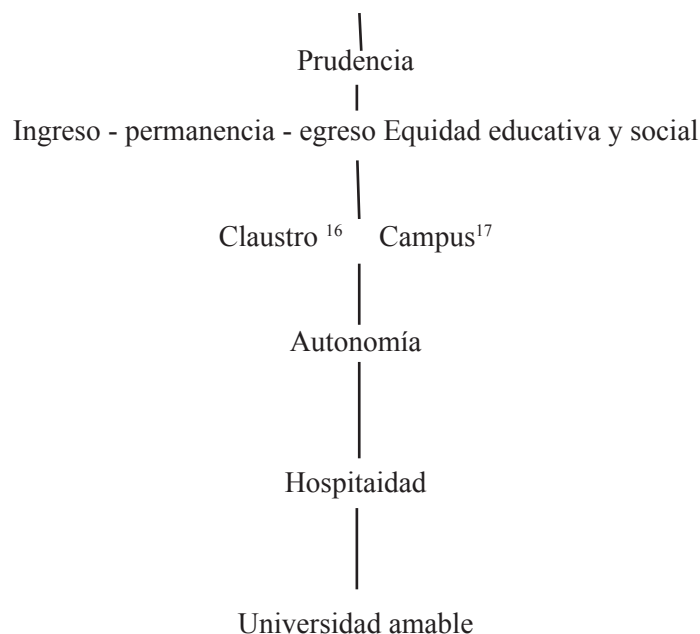 Prudencia
Ingreso - permanencia - egreso Equidad educativa y social
Claustro ¹⁶ Campus¹⁷
Autonomía
Hospitaidad
Universidad amable